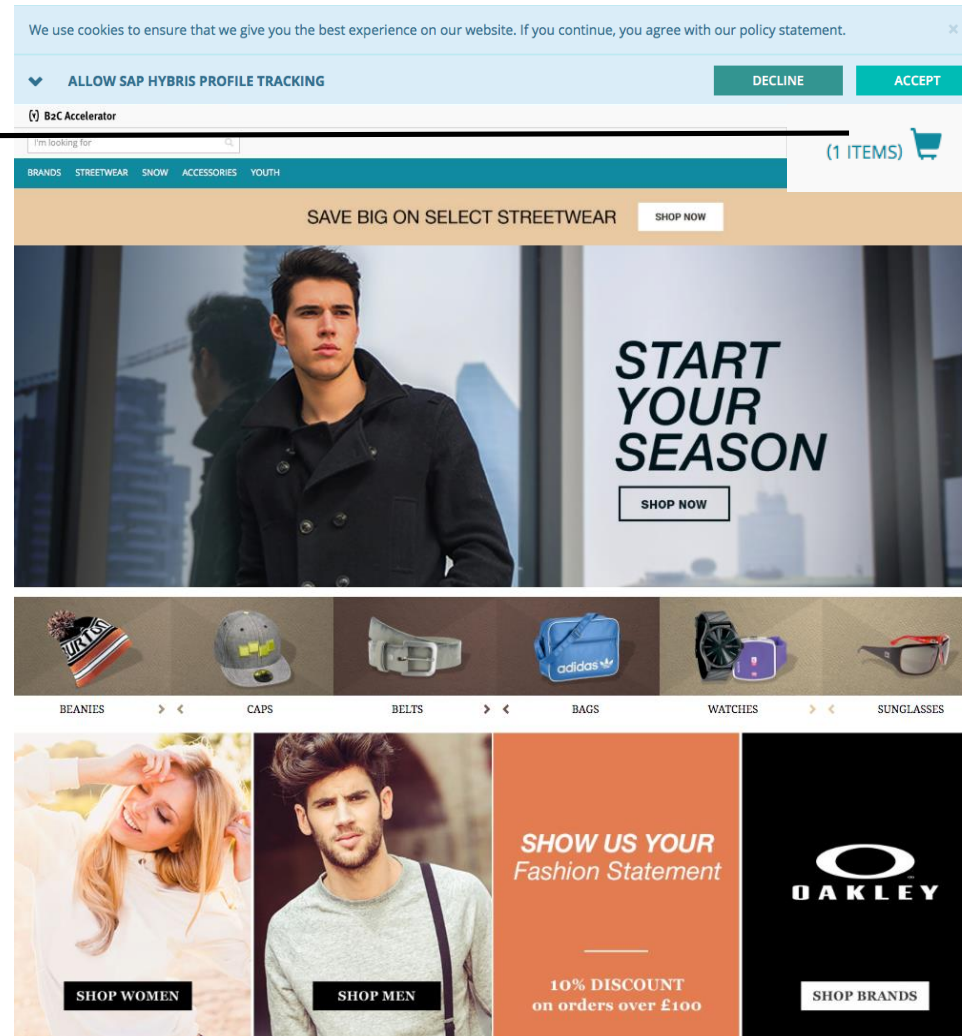 We use cookies to ensure that we give you the best experience on our website. If you continue, you agree with our policy statement. ×
ALLOW SAP HYBRIS PROFILE TRACKING DECLINE ACCEPT
(y) B2C Accelerator
I'm looking for
(1 ITEMS)
BRANDS STREETWEAR SNOW ACCESSORIES YOUTH
SAVE BIG ON SELECT STREETWEAR SHOP NOW
START
YOUR
SEASON
SHOP NOW
BURTON
adidas
BEANIES CAPS BELTS BAGS WATCHES SUNGLASSES
SHOW US YOUR
Fashion Statement
OAKLEY
10% DISCOUNT
on orders over £100
SHOP WOMEN SHOP MEN SHOP BRANDS